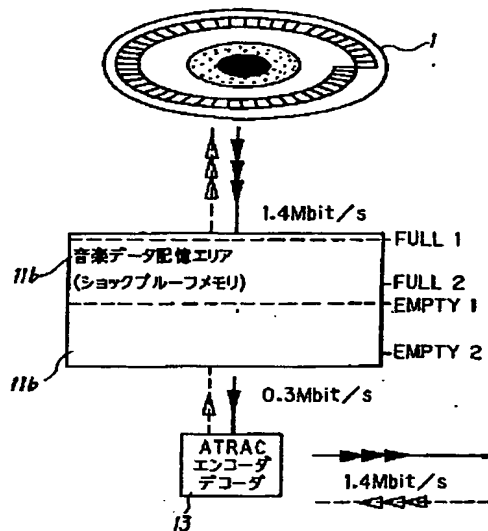 1
1.4Mbit/s
11b
音楽データ記憶エリア
(ショックプルーフメモリ)
FULL 1
FULL 2
EMPTY 1
11b
EMPTY 2
0.3Mbit/s
ATRAC
エンコーダ
デコーダ
13
1.4Mbit/s